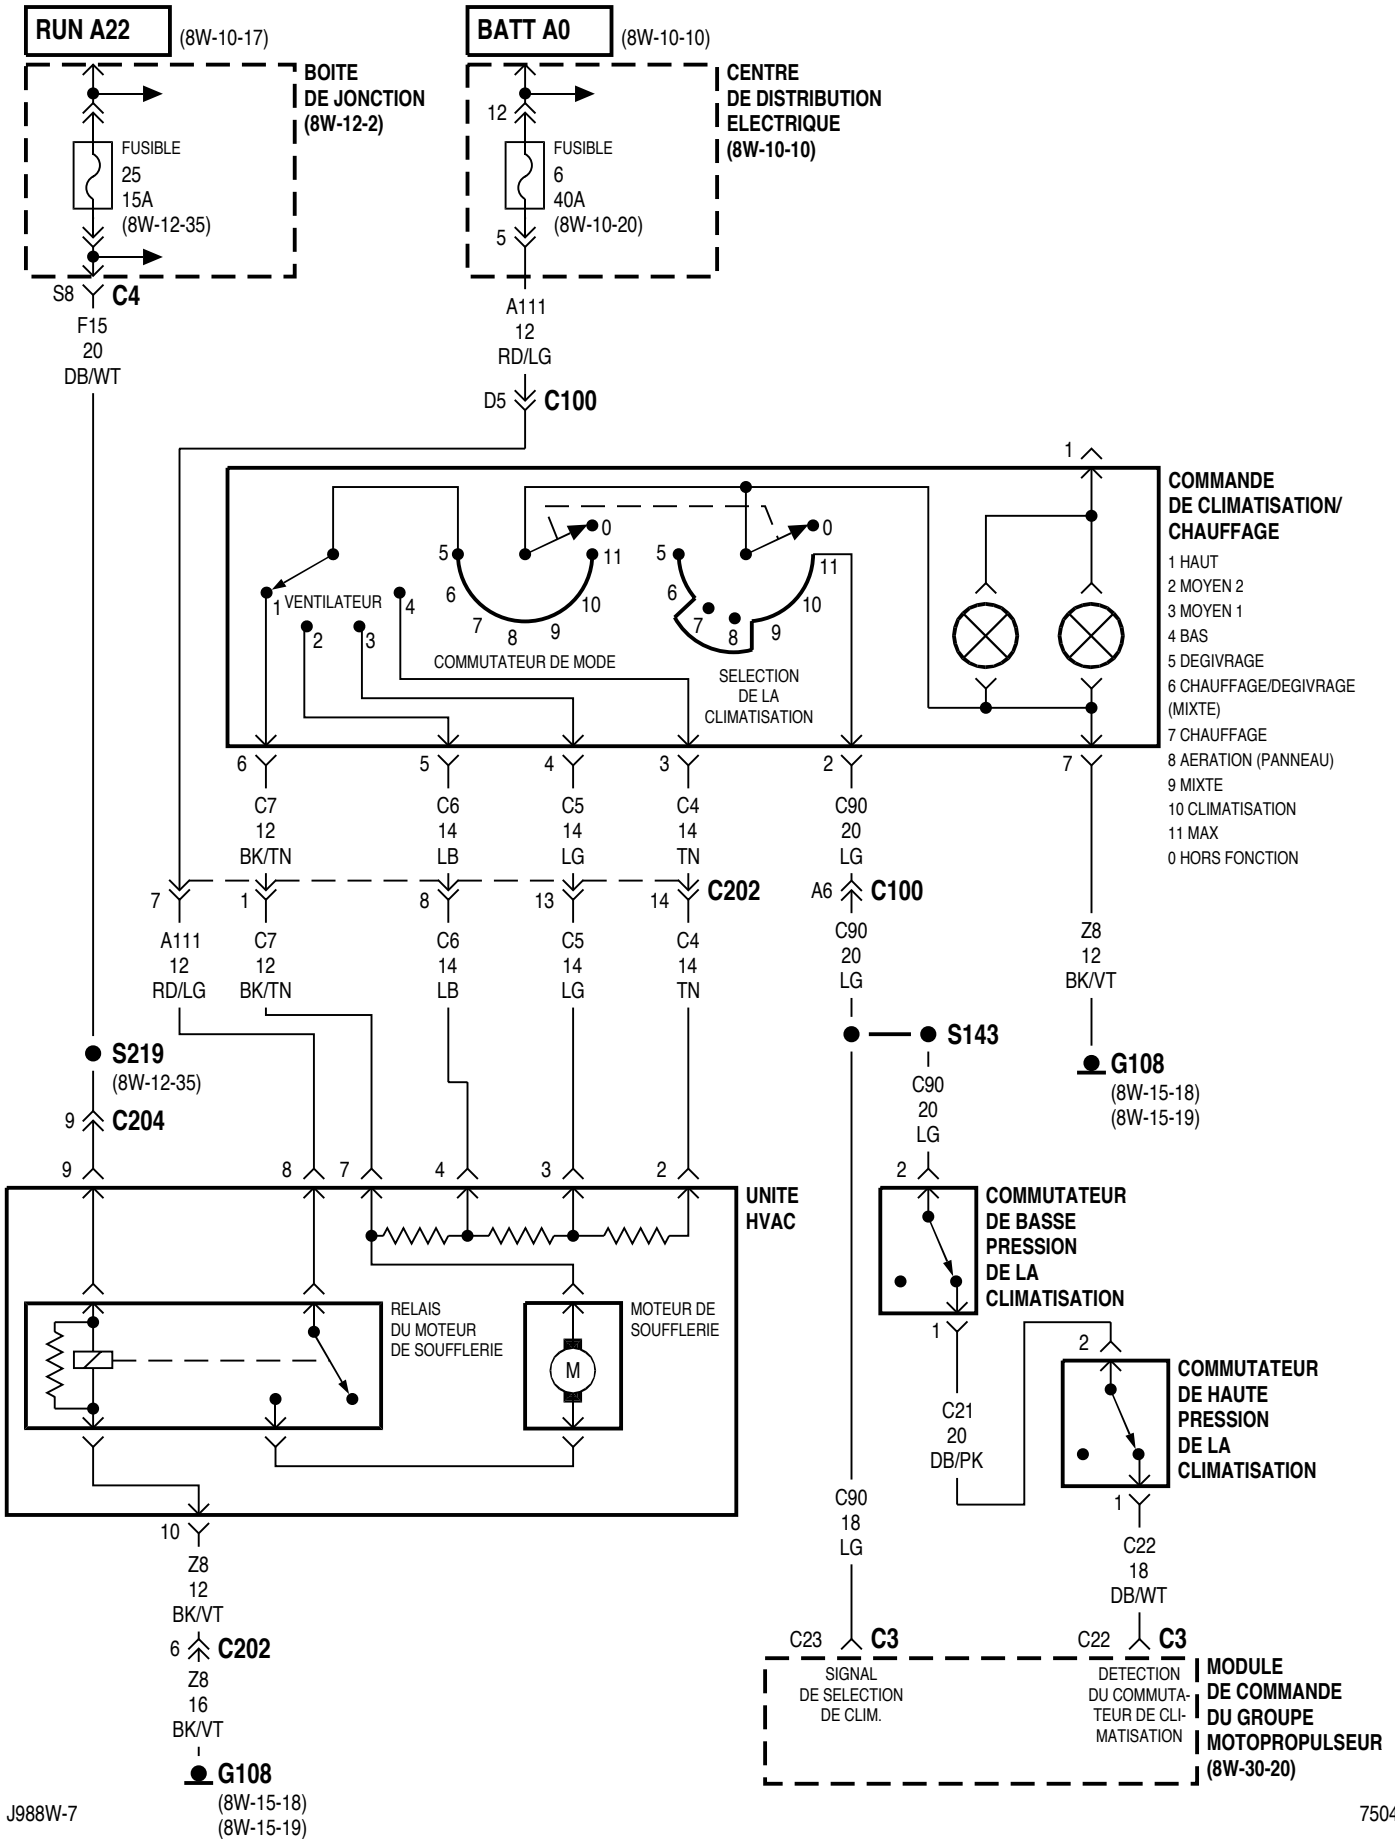 RUN A22
(8W-10-17)
BATT A0
(8W-10-10)
BOITE
DE JONCTION
(8W-12-2)
CENTRE
DE DISTRIBUTION
ELECTRIQUE
(8W-10-10)
12
FUSIBLE
25
15A
(8W-12-35)
FUSIBLE
6
40A
(8W-10-20)
5
S8
C4
F15
20
DB/WT
A111
12
RD/LG
D5
C100
1
COMMANDE
DE CLIMATISATION/
CHAUFFAGE
1 HAUT
2 MOYEN 2
3 MOYEN 1
4 BAS
5 DEGIVRAGE
6 CHAUFFAGE/DEGIVRAGE
(MIXTE)
7 CHAUFFAGE
8 AERATION (PANNEAU)
9 MIXTE
10 CLIMATISATION
11 MAX
0 HORS FONCTION
1
VENTILATEUR
2
3
4
5
6
7
8
9
10
11
0
COMMUTATEUR DE MODE
5
6
7
8
9
10
11
0
SELECTION
DE LA
CLIMATISATION
6
5
4
3
2
7
C7
12
BK/TN
C6
14
LB
C5
14
LG
C4
14
TN
C90
20
LG
7
1
8
13
14
C202
A6
C100
A111
12
RD/LG
C7
12
BK/TN
C6
14
LB
C5
14
LG
C4
14
TN
C90
20
LG
Z8
12
BK/VT
S219
(8W-12-35)
9
C204
S143
C90
20
LG
G108
(8W-15-18)
(8W-15-19)
9
8
7
4
3
2
UNITE
HVAC
2
COMMUTATEUR
DE BASSE
PRESSION
DE LA
CLIMATISATION
1
RELAIS
DU MOTEUR
DE SOUFFLERIE
M
MOTEUR DE
SOUFFLERIE
2
COMMUTATEUR
DE HAUTE
PRESSION
DE LA
CLIMATISATION
1
C21
20
DB/PK
C90
18
LG
C22
18
DB/WT
10
Z8
12
BK/VT
6
C202
Z8
16
BK/VT
G108
(8W-15-18)
(8W-15-19)
C23
C3
C22
C3
SIGNAL
DE SELECTION
DE CLIM.
DETECTION
DU COMMUTA-
TEUR DE CLI-
MATISATION
MODULE
DE COMMANDE
DU GROUPE
MOTOPROPULSEUR
(8W-30-20)
J988W-7
7504